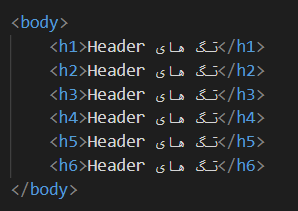 <body>
<h1>Header تگ های</h1>
<h2>Header تگ های</h2>
<h3>Header تگ های</h3>
<h4>Header تگ های</h4>
<h5>Header تگ های</h5>
<h6>Header تگ های</h6>
</body>